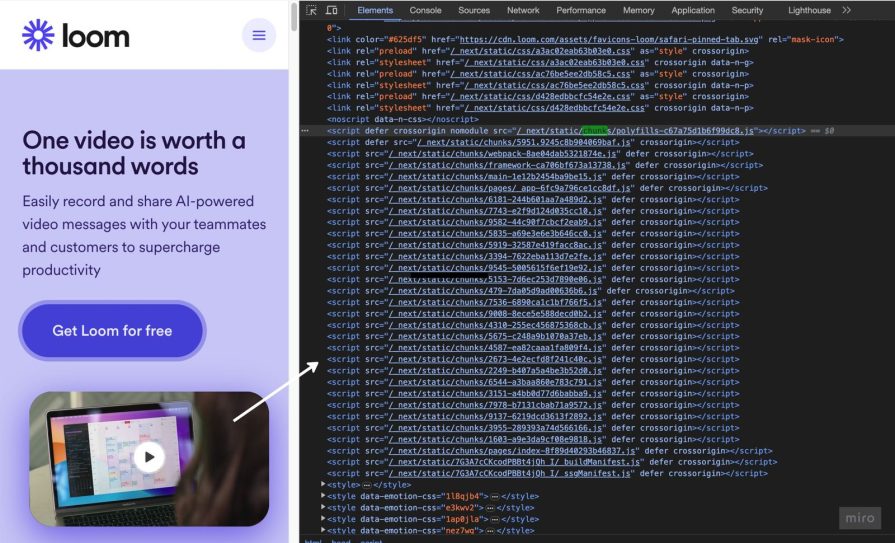 loom
One video is worth a
thousand words
Easily record and share AI-powered
video messages with your teammates
and customers to supercharge
productivity
Get Loom for free
Elements Console Sources Network Performance Memory Application Security Lighthouse
0">
<link color="#625df5" href="https://cdn.loom.com/assets/favicons-loom/safari-pinned-tab.svg" rel="mask-icon">
<link rel="preload" href="/_next/static/css/a3ac02eab63b03e0.css" as="style" crossorigin>
<link rel="stylesheet" href="/_next/static/css/a3ac02eab63b03e0.css" crossorigin data-n-g>
<link rel="preload" href="/_next/static/css/ac76be5ee2db58c5.css" as="style" crossorigin>
<link rel="stylesheet" href="/_next/static/css/ac76be5ee2db58c5.css" crossorigin data-n-p>
<link rel="preload" href="/_next/static/css/d428edbbcfc54e2e.css" as="style" crossorigin>
<link rel="stylesheet" href="/_next/static/css/d428edbbcfc54e2e.css" crossorigin data-n-p>
<noscript data-n-css></noscript>
<script defer crossorigin nomodule src="/_next/static/chunks/polyfills-c67a75d1b6f99dc8.js"></script> == $0
<script defer src="/_next/static/chunks/5951.9245c8b904069baf.js" crossorigin></script>
<script src="/_next/static/chunks/webpack-8ae04dab5321874e.js" defer crossorigin></script>
<script src="/_next/static/chunks/framework-ca706bf673a13738.js" defer crossorigin></script>
<script src="/_next/static/chunks/main-1e12b2454ba9be15.js" defer crossorigin></script>
<script src="/_next/static/chunks/pages/_app-6fc9a796ce1cc8df.js" defer crossorigin></script>
<script src="/_next/static/chunks/6181-244b601aa7a489d2.js" defer crossorigin></script>
<script src="/_next/static/chunks/7743-e2f9d124d035cc10.js" defer crossorigin></script>
<script src="/_next/static/chunks/9582-44c90f7cbcf2eab9.js" defer crossorigin></script>
<script src="/_next/static/chunks/5835-a69e3e6e3b646cc0.js" defer crossorigin></script>
<script src="/_next/static/chunks/5919-32587e419facc8ac.js" defer crossorigin></script>
<script src="/_next/static/chunks/3394-7622eba113d7e2fe.js" defer crossorigin></script>
<script src="/_next/static/chunks/9545-5005615f6ef19e92.js" defer crossorigin></script>
<script src="/_next/static/chunks/5153-7d6ec253d7890e06.js" defer crossorigin></script>
<script src="/_next/static/chunks/479-7da05d9ad00636b6.js" defer crossorigin></script>
<script src="/_next/static/chunks/7536-6890ca1c1bf766f5.js" defer crossorigin></script>
<script src="/_next/static/chunks/9008-8ece5e588decd0b2.js" defer crossorigin></script>
<script src="/_next/static/chunks/4310-255ec456875368cb.js" defer crossorigin></script>
<script src="/_next/static/chunks/5675-c248a9b1070a37eb.js" defer crossorigin></script>
<script src="/_next/static/chunks/4587-ea82caaa1fa809f4.js" defer crossorigin></script>
<script src="/_next/static/chunks/2673-4e2ecfd8f241c40c.js" defer crossorigin></script>
<script src="/_next/static/chunks/2249-b407a5a4be3b52d0.js" defer crossorigin></script>
<script src="/_next/static/chunks/6544-a3baa860e783c791.js" defer crossorigin></script>
<script src="/_next/static/chunks/3151-a4bb0d77d6babba9.js" defer crossorigin></script>
<script src="/_next/static/chunks/7978-b7131cbab71a9572.js" defer crossorigin></script>
<script src="/_next/static/chunks/9137-6219dcd3613f2892.js" defer crossorigin></script>
<script src="/_next/static/chunks/3955-289393a74d566166.js" defer crossorigin></script>
<script src="/_next/static/chunks/1603-a9e3da9cf08e9818.js" defer crossorigin></script>
<script src="/_next/static/chunks/pages/index-8f89d40293b46837.js" defer crossorigin></script>
<script src="/_next/static/7G3A7cCKcodPBBt4jQh_I/_buildManifest.js" defer crossorigin></script>
<script src="/_next/static/7G3A7cCKcodPBBt4jQh_I/_ssgManifest.js" defer crossorigin></script>
<style>…</style>
<style data-emotion-css="1l8qjb4">…</style>
<style data-emotion-css="e3kwv2">…</style>
<style data-emotion-css="1ap0jla">…</style>
<style data-emotion-css="nez7wq">…</style>
html head script
miro